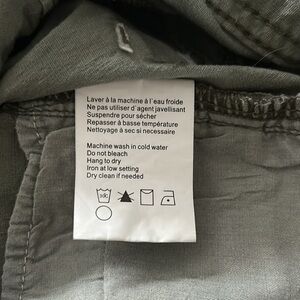 Laver à la machine à l'eau froide
Ne pas utiliser d'agent javellisant
Suspendre pour sécher
Repasser à basse température
Nettoyage à sec si necessaire
Machine wash in cold water
Do not bleach
Hang to dry
Iron at low setting
Dry clean if needed